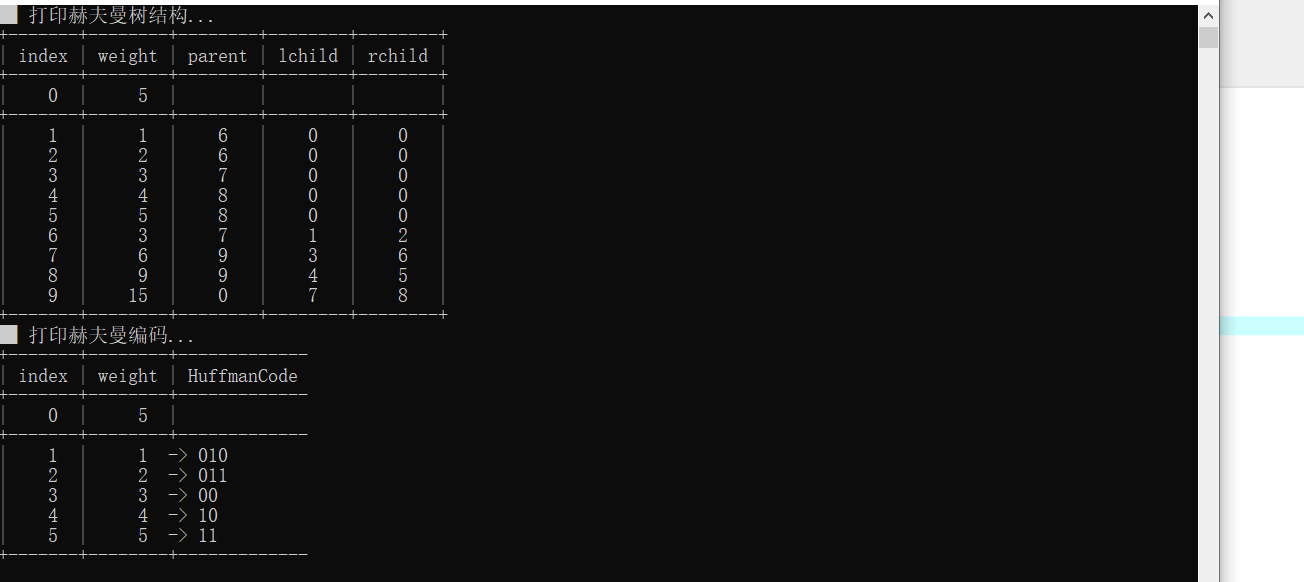 打印赫夫曼树结构...
+-------+--------+--------+--------+--------+
| index | weight | parent | lchild | rchild |
+-------+--------+--------+--------+--------+
|    0  |     5  |        |        |        |
+-------+--------+--------+--------+--------+
|    1  |     1  |    6   |    0   |    0   |
|    2  |     2  |    6   |    0   |    0   |
|    3  |     3  |    7   |    0   |    0   |
|    4  |     4  |    8   |    0   |    0   |
|    5  |     5  |    8   |    0   |    0   |
|    6  |     3  |    7   |    1   |    2   |
|    7  |     6  |    9   |    3   |    6   |
|    8  |     9  |    9   |    4   |    5   |
|    9  |    15  |    0   |    7   |    8   |
+-------+--------+--------+--------+--------+
打印赫夫曼编码...
+-------+--------+-------------
| index | weight | HuffmanCode
+-------+--------+-------------
|    0  |     5  |
+-------+--------+-------------
|    1  |     1  -> 010
|    2  |     2  -> 011
|    3  |     3  -> 00
|    4  |     4  -> 10
|    5  |     5  -> 11
+-------+--------+-------------